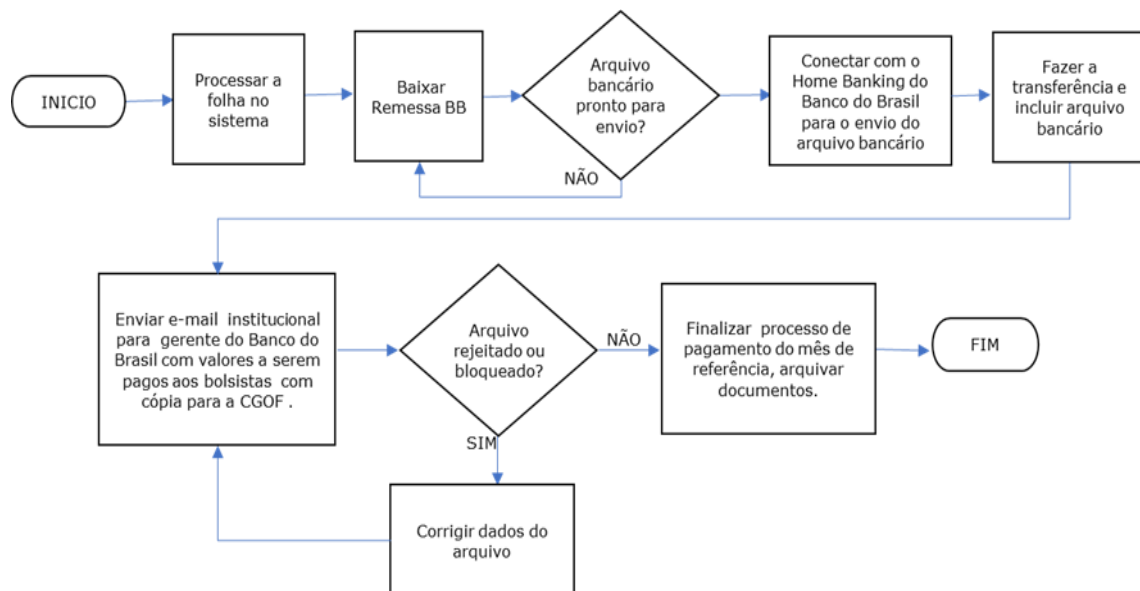 INICIO
Processar a
folha no
sistema
Baixar
Remessa BB
Arquivo
bancário
pronto para
envio?
NÃO
Conectar com o
Home Banking do
Banco do Brasil
para o envio do
arquivo bancário
Fazer a
transferência e
incluir arquivo
bancário
Enviar e-mail institucional
para gerente do Banco do
Brasil com valores a serem
pagos aos bolsistas com
cópia para a CGOF .
Arquivo
rejeitado ou
bloqueado?
NÃO
SIM
Finalizar processo de
pagamento do mês de
referência, arquivar
documentos.
FIM
Corrigir dados do
arquivo